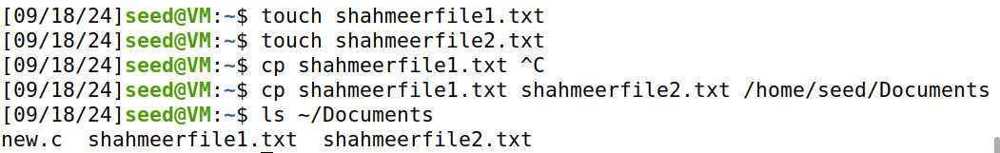 [09/18/24]seed@VM:~$ touch shahmeerfile1.txt
[09/18/24]seed@VM:~$ touch shahmeerfile2.txt
[09/18/24]seed@VM:~$ cp shahmeerfile1.txt ^C
[09/18/24]seed@VM:~$ cp shahmeerfile1.txt shahmeerfile2.txt /home/seed/Documents
[09/18/24]seed@VM:~$ ls ~/Documents
new.c  shahmeerfile1.txt  shahmeerfile2.txt